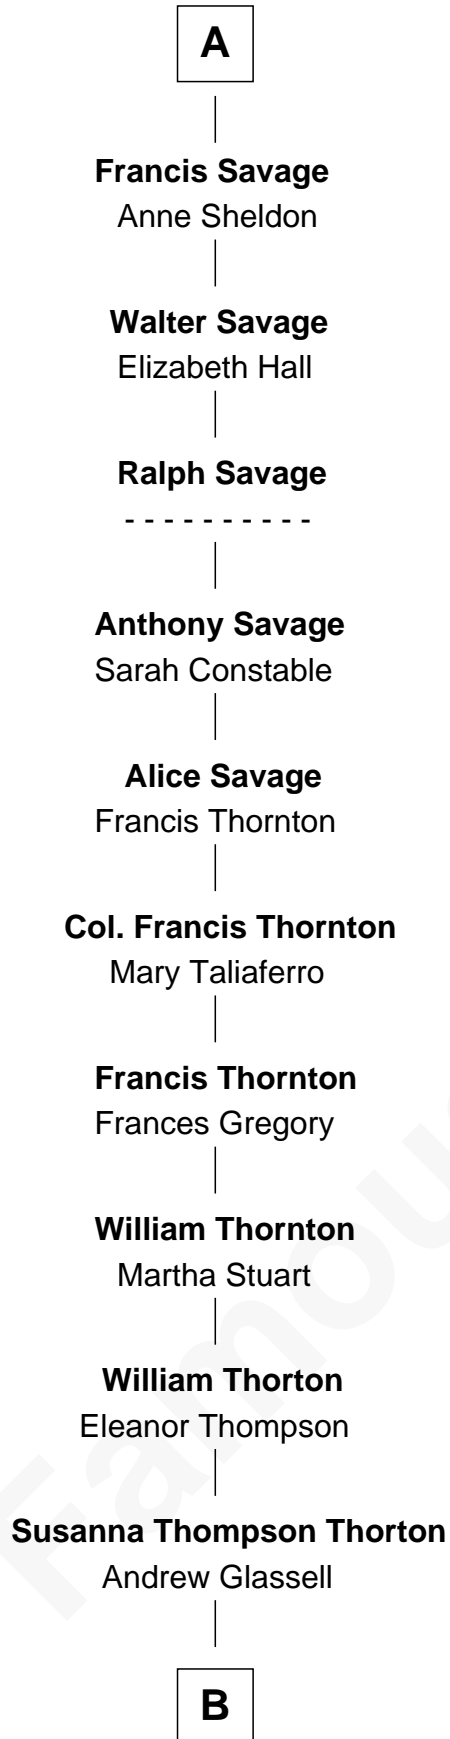 A
Francis Savage
Anne Sheldon
Walter Savage
Elizabeth Hall
Ralph Savage
- - - - - - - - - -
Anthony Savage
Sarah Constable
Alice Savage
Francis Thornton
Col. Francis Thornton
Mary Taliaferro
Francis Thornton
Frances Gregory
William Thornton
Martha Stuart
William Thorton
Eleanor Thompson
Susanna Thompson Thorton
Andrew Glassell
B
Famou